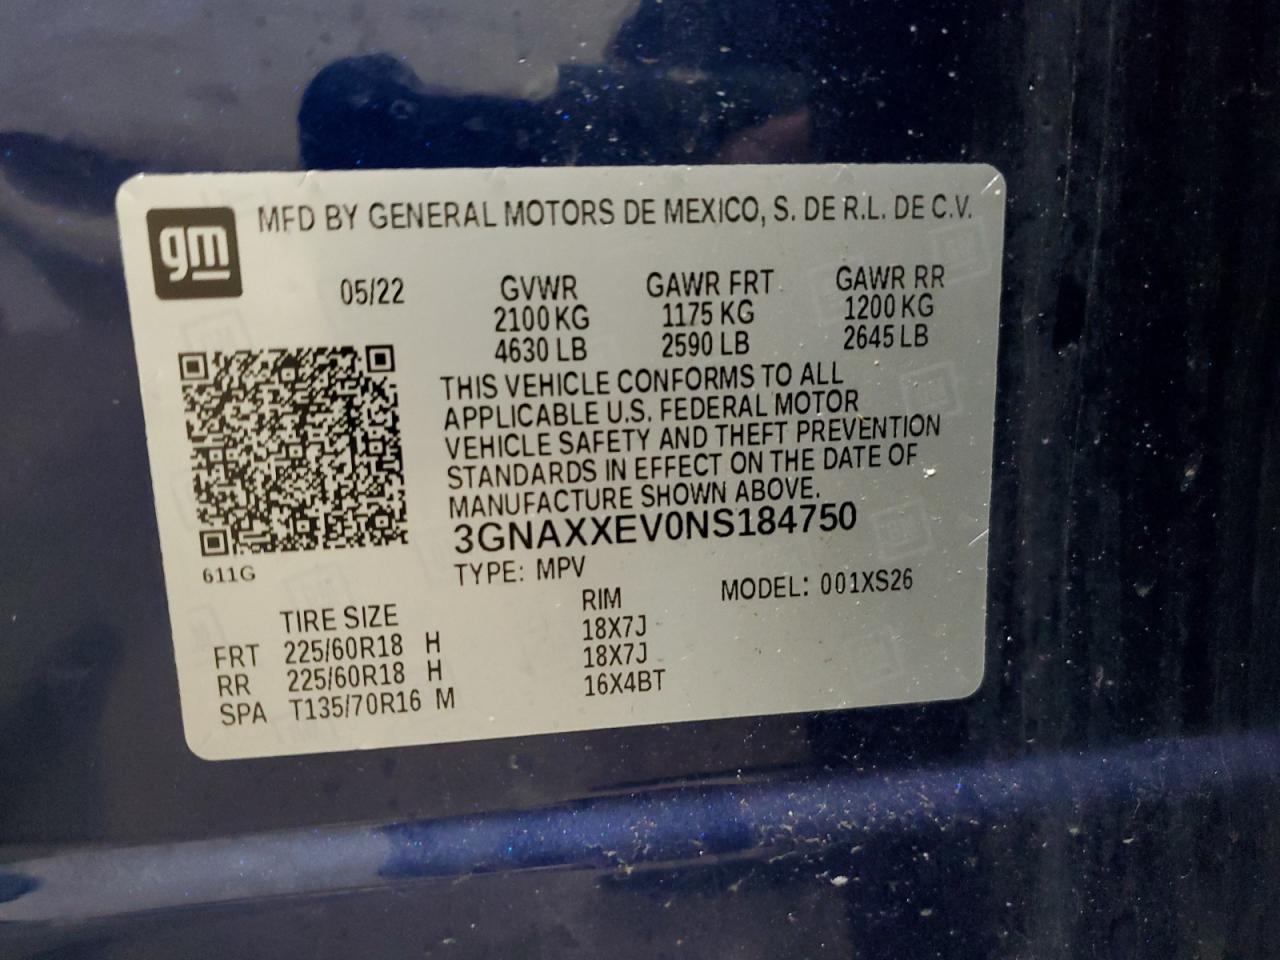 gm
MFD BY GENERAL MOTORS DE MEXICO, S. DE R.L. DE C.V.
05/22 GVWR GAWR FRT GAWR RR
2100 KG 1175 KG 1200 KG
4630 LB 2590 LB 2645 LB
THIS VEHICLE CONFORMS TO ALL
APPLICABLE U.S. FEDERAL MOTOR
VEHICLE SAFETY AND THEFT PREVENTION
STANDARDS IN EFFECT ON THE DATE OF
MANUFACTURE SHOWN ABOVE.
3GNAXXEV0NS184750
611G
TYPE: MPV MODEL: 001XS26
TIRE SIZE RIM
FRT 225/60R18 H 18X7J
RR 225/60R18 H 18X7J
SPA T135/70R16 M 16X4BT